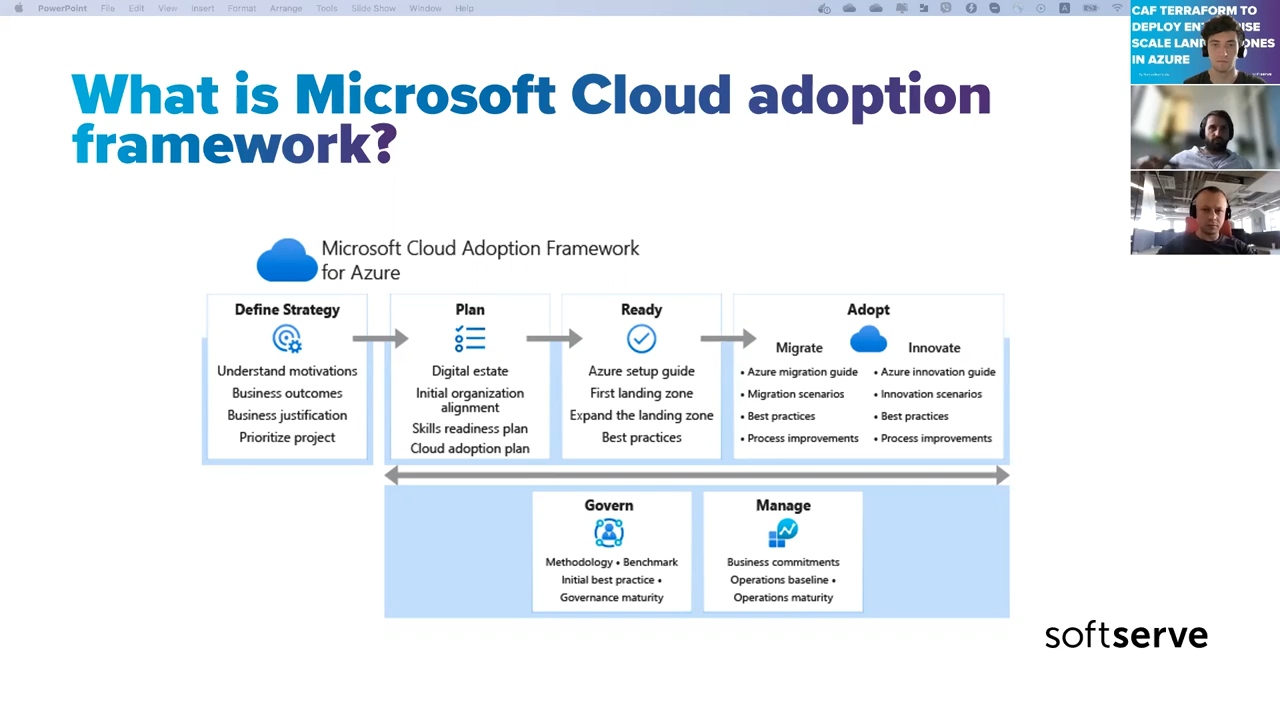 PowerPoint File Edit View Insert Format Arrange Tools Slide Show Window Help
What is Microsoft Cloud adoption
framework?
Microsoft Cloud Adoption Framework
for Azure
Define Strategy
Understand motivations
Business outcomes
Business justification
Prioritize project
Plan
Digital estate
Initial organization
alignment
Skills readiness plan
Cloud adoption plan
Ready
Azure setup guide
First landing zone
Expand the landing zone
Best practices
Adopt
Migrate
• Azure migration guide
• Migration scenarios
• Best practices
• Process improvements
Innovate
• Azure innovation guide
• Innovation scenarios
• Best practices
• Process improvements
Govern
Methodology • Benchmark
Initial best practice •
Governance maturity
Manage
Business commitments
Operations baseline •
Operations maturity
softserve
CAF TERRAFORM TO
DEPLOY
SCALE
IN AZURE